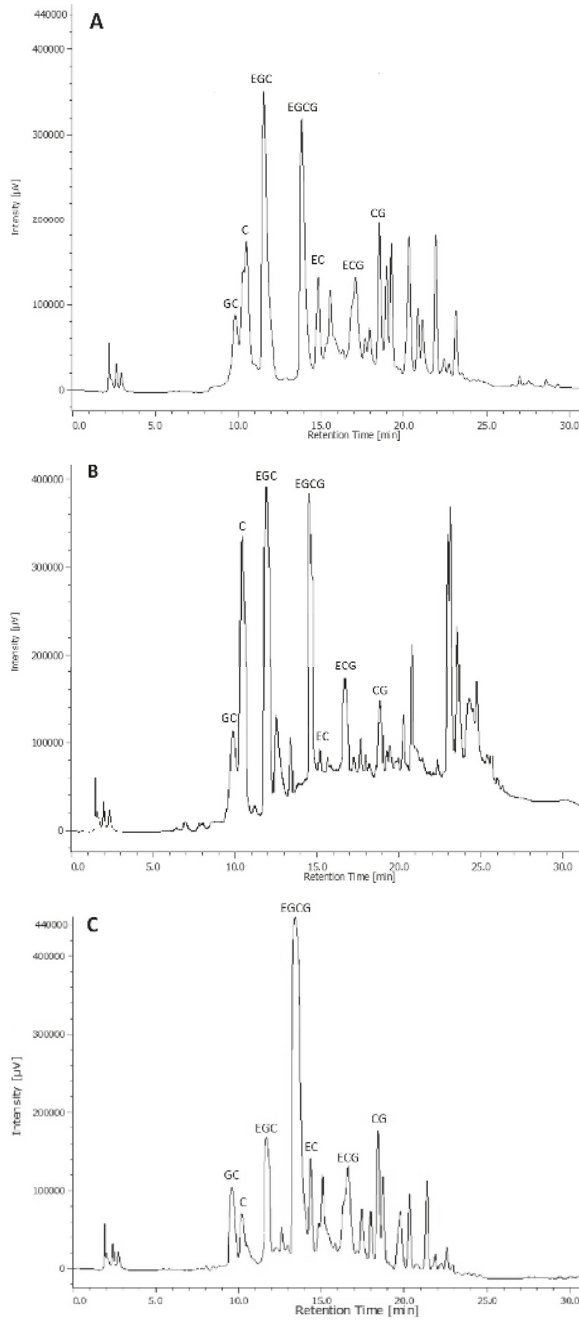 A
440000
400000
EGC
EGCG
300000
Intensity [µV]
200000
C
CG
EC
ECG
100000
GC
0
0.0 5.0 10.0 15.0 20.0 25.0 30.0
Retention Time [min]
B
400000
EGC
EGCG
C
300000
Intensity [µV]
200000
ECG
CG
GC
EC
100000
0
0.0 5.0 10.0 15.0 20.0 25.0 30.0
Retention Time [min]
EGCG
C
440000
400000
300000
Intensity [µV]
200000
EGC
CG
EC
GC
ECG
C
100000
0
0.0 5.0 10.0 15.0 20.0 25.0 30.0
Retention Time [min]